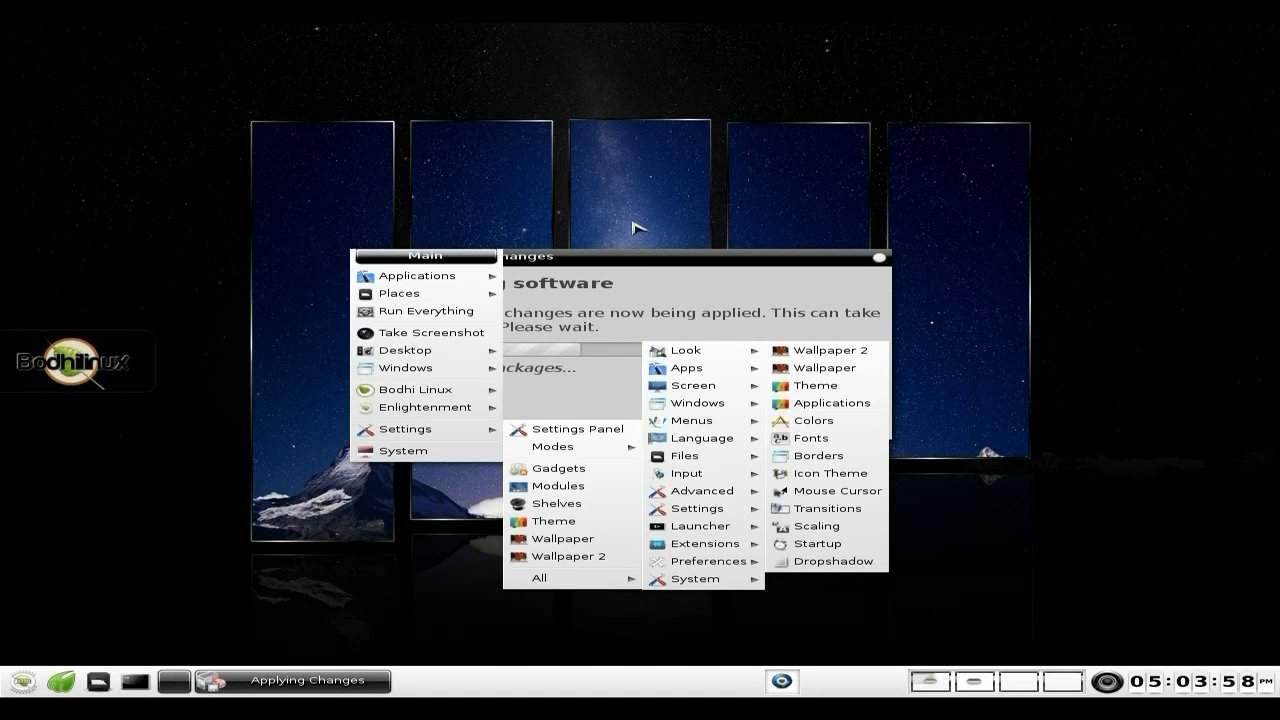 Main
Applications
Places
Run Everything
Take Screenshot
Desktop
Windows
Bodhi Linux
Enlightenment
Settings
System
hanges
software
changes are now being applied. This can take
Please wait.
ckages...
Settings Panel
Modes
Gadgets
Modules
Shelves
Theme
Wallpaper
Wallpaper 2
All
Look
Apps
Screen
Windows
Menus
Language
Files
Input
Advanced
Settings
Launcher
Extensions
Preferences
System
Wallpaper 2
Wallpaper
Theme
Applications
Colors
Fonts
Borders
Icon Theme
Mouse Cursor
Transitions
Scaling
Startup
Dropshadow
Bodhilinux
Applying Changes
05:03:58 PM